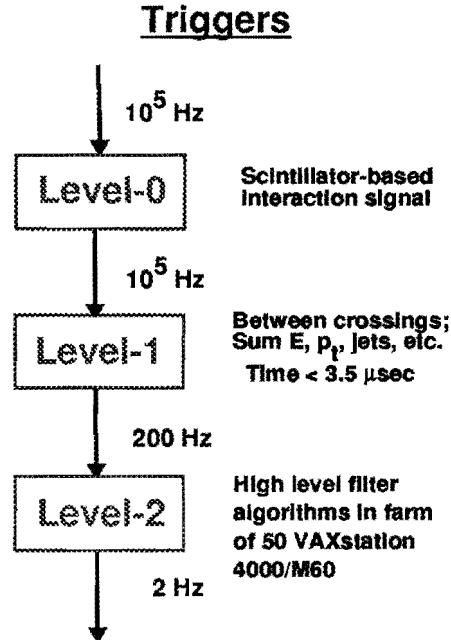 Triggers
10⁵ Hz
Level-0
Scintillator-based
interaction signal
10⁵ Hz
Level-1
Between crossings;
Sum E, pₜ, jets, etc.
Time < 3.5 μsec
200 Hz
Level-2
High level filter
algorithms in farm
of 50 VAXstation
4000/M60
2 Hz